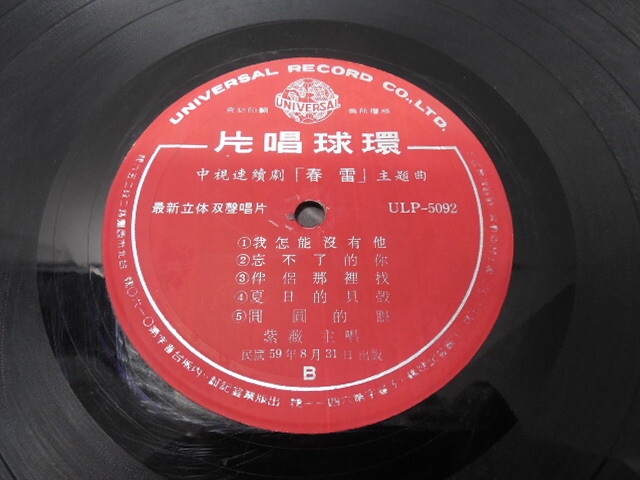 UNIVERSAL RECORD CO., LTD.
UNIVERSAL
片唱球環
中視連續劇「春雷」主題曲
最新立体双聲唱片 ULP-5092
①我怎能沒有他
②忘不了的你
③伴侶那裡找
④夏日的貝殼
⑤圓圓的臉
紫薇主唱
民國59年8月31日出版
B